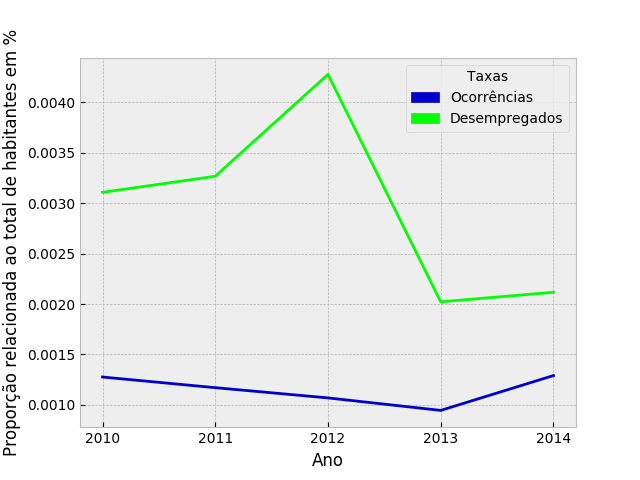 Proporção relacionada ao total de habitantes em %
0.0040
0.0035
0.0030
0.0025
0.0020
0.0015
0.0010
Taxas
Ocorrências
Desempregados
2010 2011 2012 2013 2014
Ano